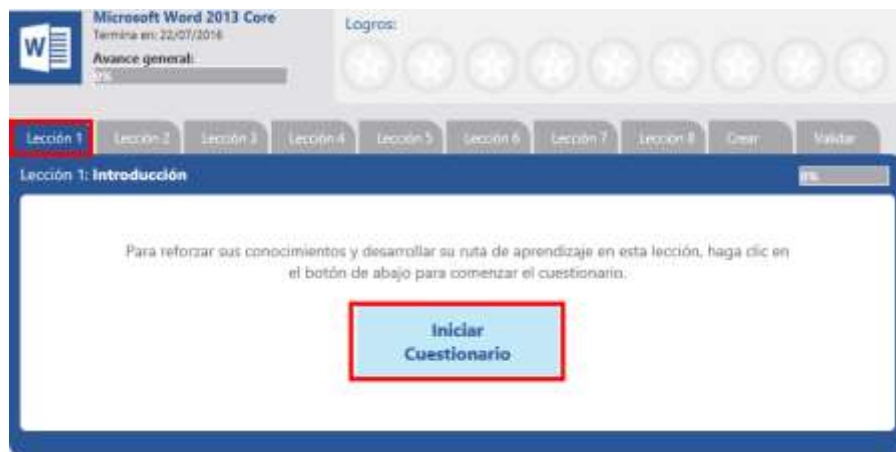 Microsoft Word 2013 Core
Termina en: 22/07/2016
Avance general:
0%
Logros:
Lección 1
Lección 2
Lección 3
Lección 4
Lección 5
Lección 6
Lección 7
Lección 8
Crear
Validar
Lección 1: Introducción
0%
Para reforzar sus conocimientos y desarrollar su ruta de aprendizaje en esta lección, haga clic en
el botón de abajo para comenzar el cuestionario.
Iniciar
Cuestionario